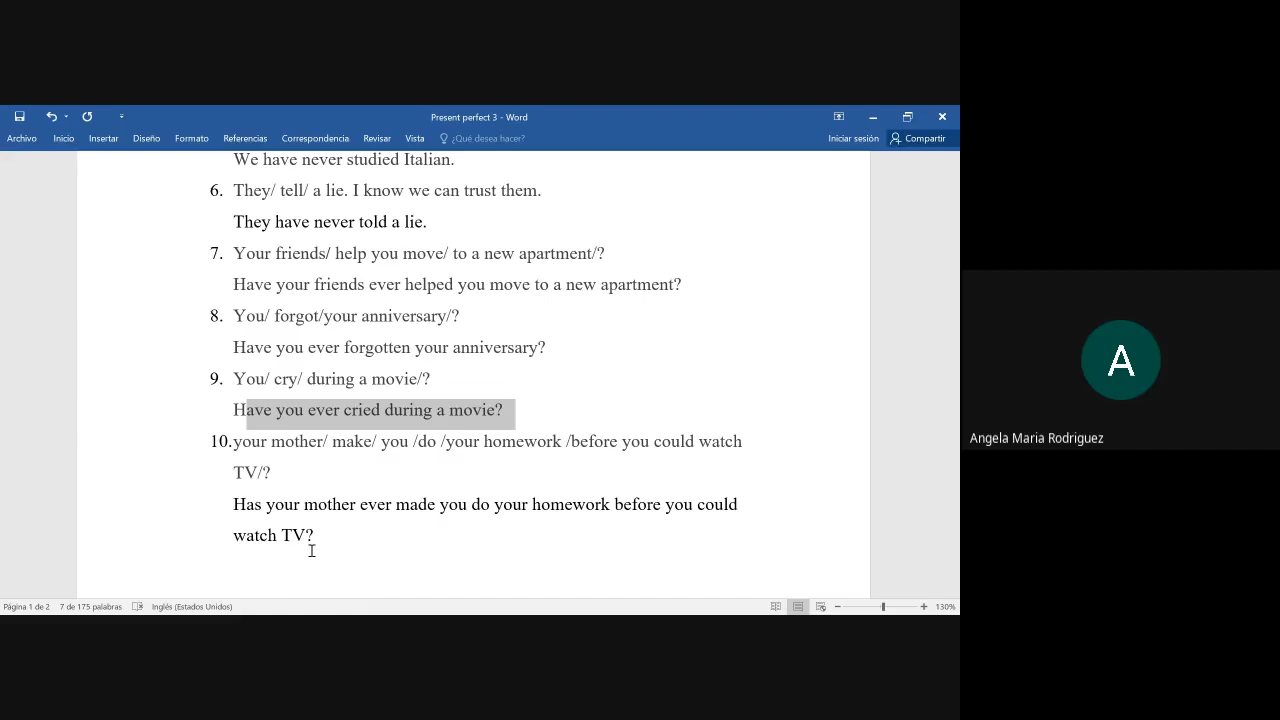 Present perfect 3 - Word
Archivo Inicio Insertar Diseño Formato Referencias Correspondencia Revisar Vista ¿Qué desea hacer? Iniciar sesión Compartir
We have never studied Italian.
6. They/ tell/ a lie. I know we can trust them.
They have never told a lie.
7. Your friends/ help you move/ to a new apartment/?
Have your friends ever helped you move to a new apartment?
8. You/ forgot/your anniversary/?
Have you ever forgotten your anniversary?
9. You/ cry/ during a movie/?
Have you ever cried during a movie?
10. your mother/ make/ you /do /your homework /before you could watch
TV/?
Has your mother ever made you do your homework before you could
watch TV?
Página 1 de 2 7 de 175 palabras Inglés (Estados Unidos) 130%
A
Angela Maria Rodriguez